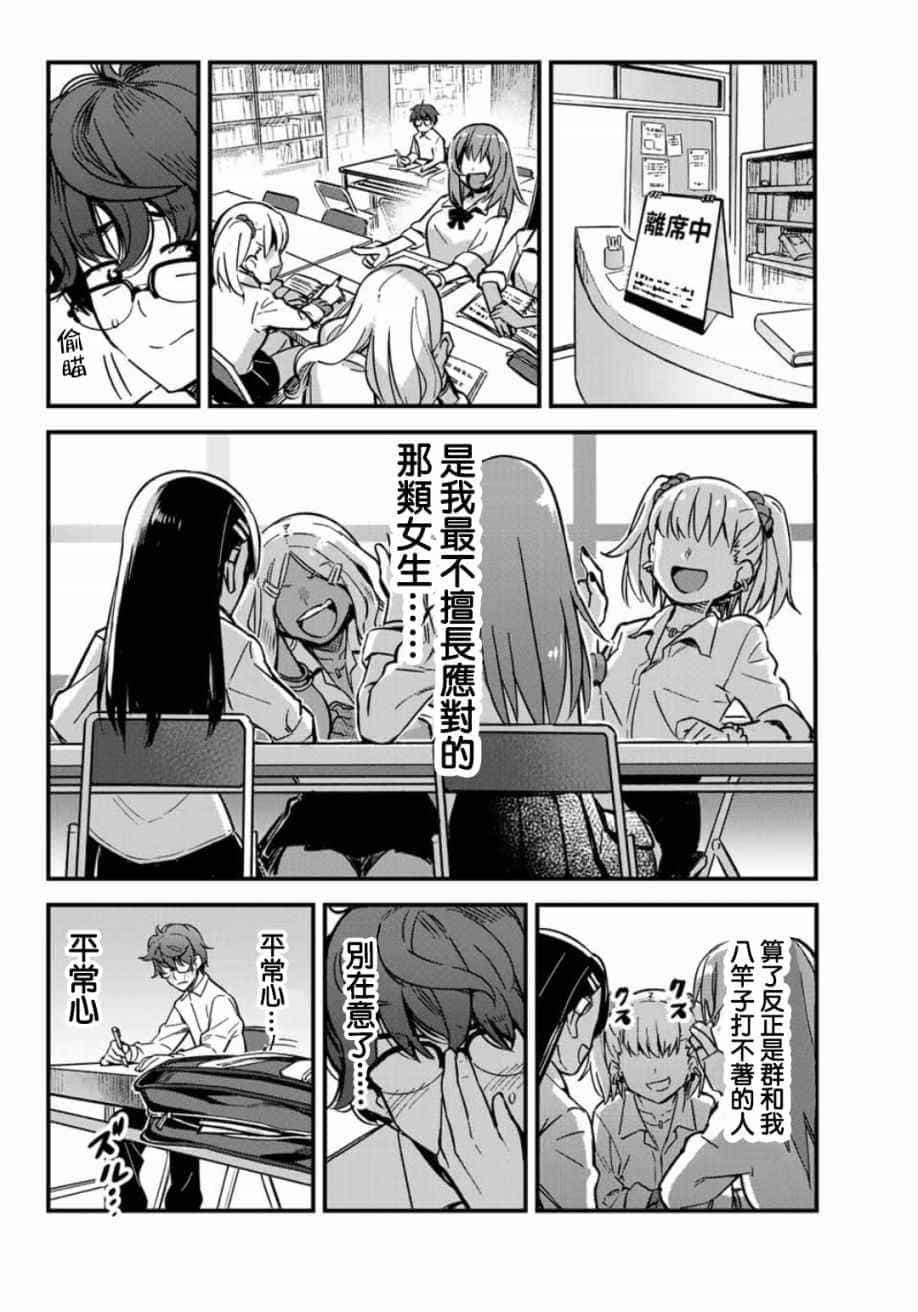 離席中
偷瞄
是我最不擅長應對的
那類女生……
算了反正是群和我
八竿子打不著的人
クス
クス
別在意了……
平常心…
平常心
ズル…